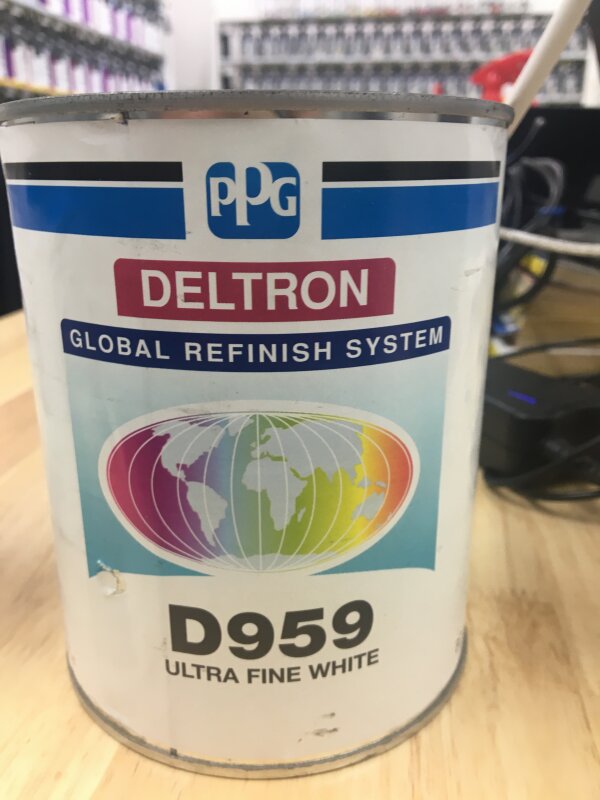 PPG
DELTRON
GLOBAL REFINISH SYSTEM
D959
ULTRA FINE WHITE